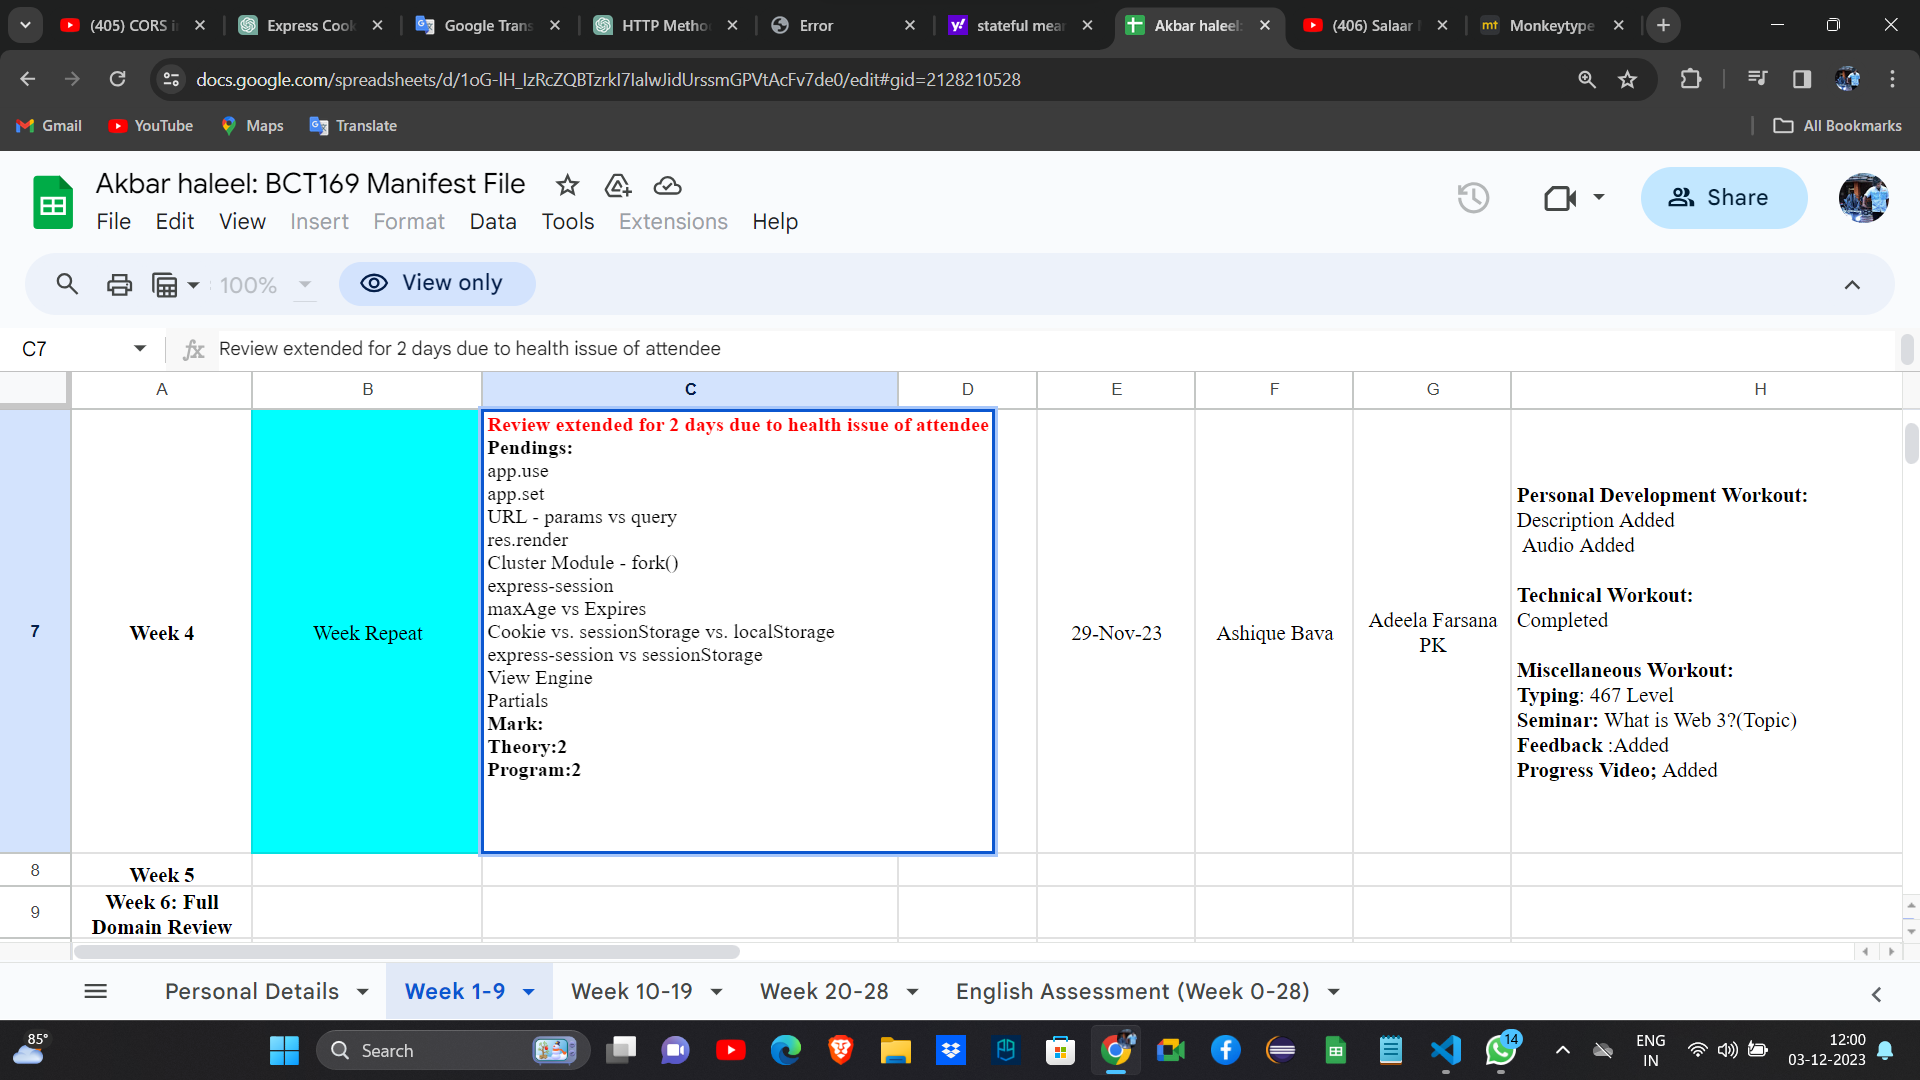 (405) CORS i
Express Cook
Google Trans
HTTP Metho
Error
stateful mear
Akbar haleel:
(406) Salaar
Monkeytype
docs.google.com/spreadsheets/d/1oG-lH_IzRcZQBTzrkI7IalwJidUrssmGPVtAcFv7de0/edit#gid=2128210528
Gmail
YouTube
Maps
Translate
All Bookmarks
Akbar haleel: BCT169 Manifest File
File Edit View Insert Format Data Tools Extensions Help
Share
100%
View only
C7
fx
Review extended for 2 days due to health issue of attendee
A B C D E F G H
7
Week 4
Week Repeat
Review extended for 2 days due to health issue of attendee
Pendings:
app.use
app.set
URL - params vs query
res.render
Cluster Module - fork()
express-session
maxAge vs Expires
Cookie vs. sessionStorage vs. localStorage
express-session vs sessionStorage
View Engine
Partials
Mark:
Theory:2
Program:2
29-Nov-23
Ashique Bava
Adeela Farsana
PK
Personal Development Workout:
Description Added
Audio Added
Technical Workout:
Completed
Miscellaneous Workout:
Typing: 467 Level
Seminar: What is Web 3?(Topic)
Feedback :Added
Progress Video; Added
8
Week 5
9
Week 6: Full
Domain Review
Personal Details
Week 1-9
Week 10-19
Week 20-28
English Assessment (Week 0-28)
85°
Search
14
ENG
IN
12:00
03-12-2023